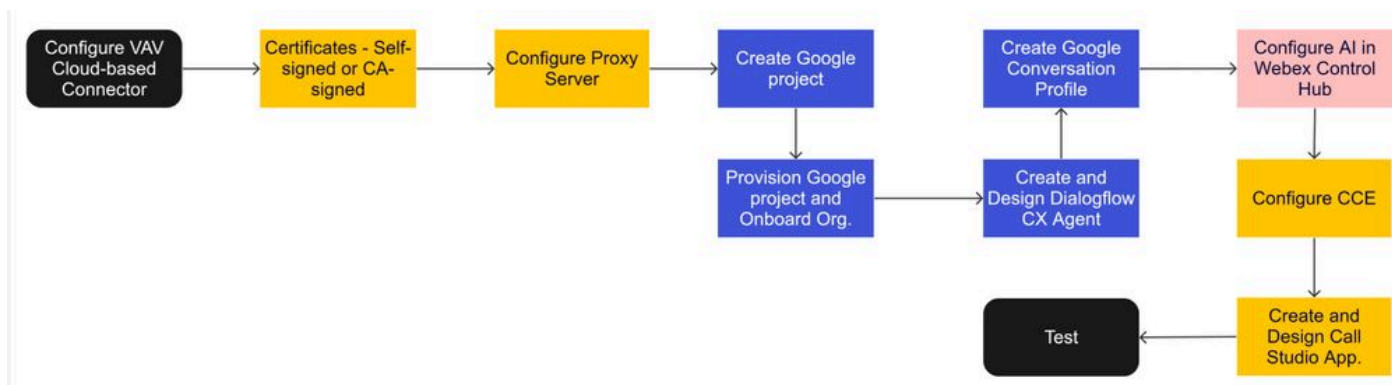 Configure VAV
Cloud-based
Connector
Certificates - Self-
signed or CA-
signed
Configure Proxy
Server
Create Google
project
Provision Google
project and
Onboard Org.
Create and
Design Dialogflow
CX Agent
Create Google
Conversation
Profile
Configure AI in
Webex Control
Hub
Configure CCE
Create and
Design Call
Studio App.
Test